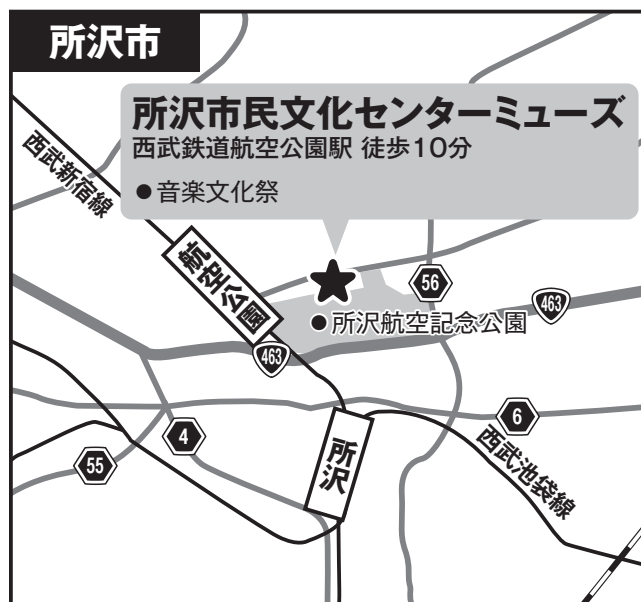 所沢市
所沢市民文化センターミューズ
西武鉄道航空公園駅 徒歩10分
●音楽文化祭
西武新宿線
航空公園
56
463
●所沢航空記念公園
463
6
4
55
所沢
西武池袋線